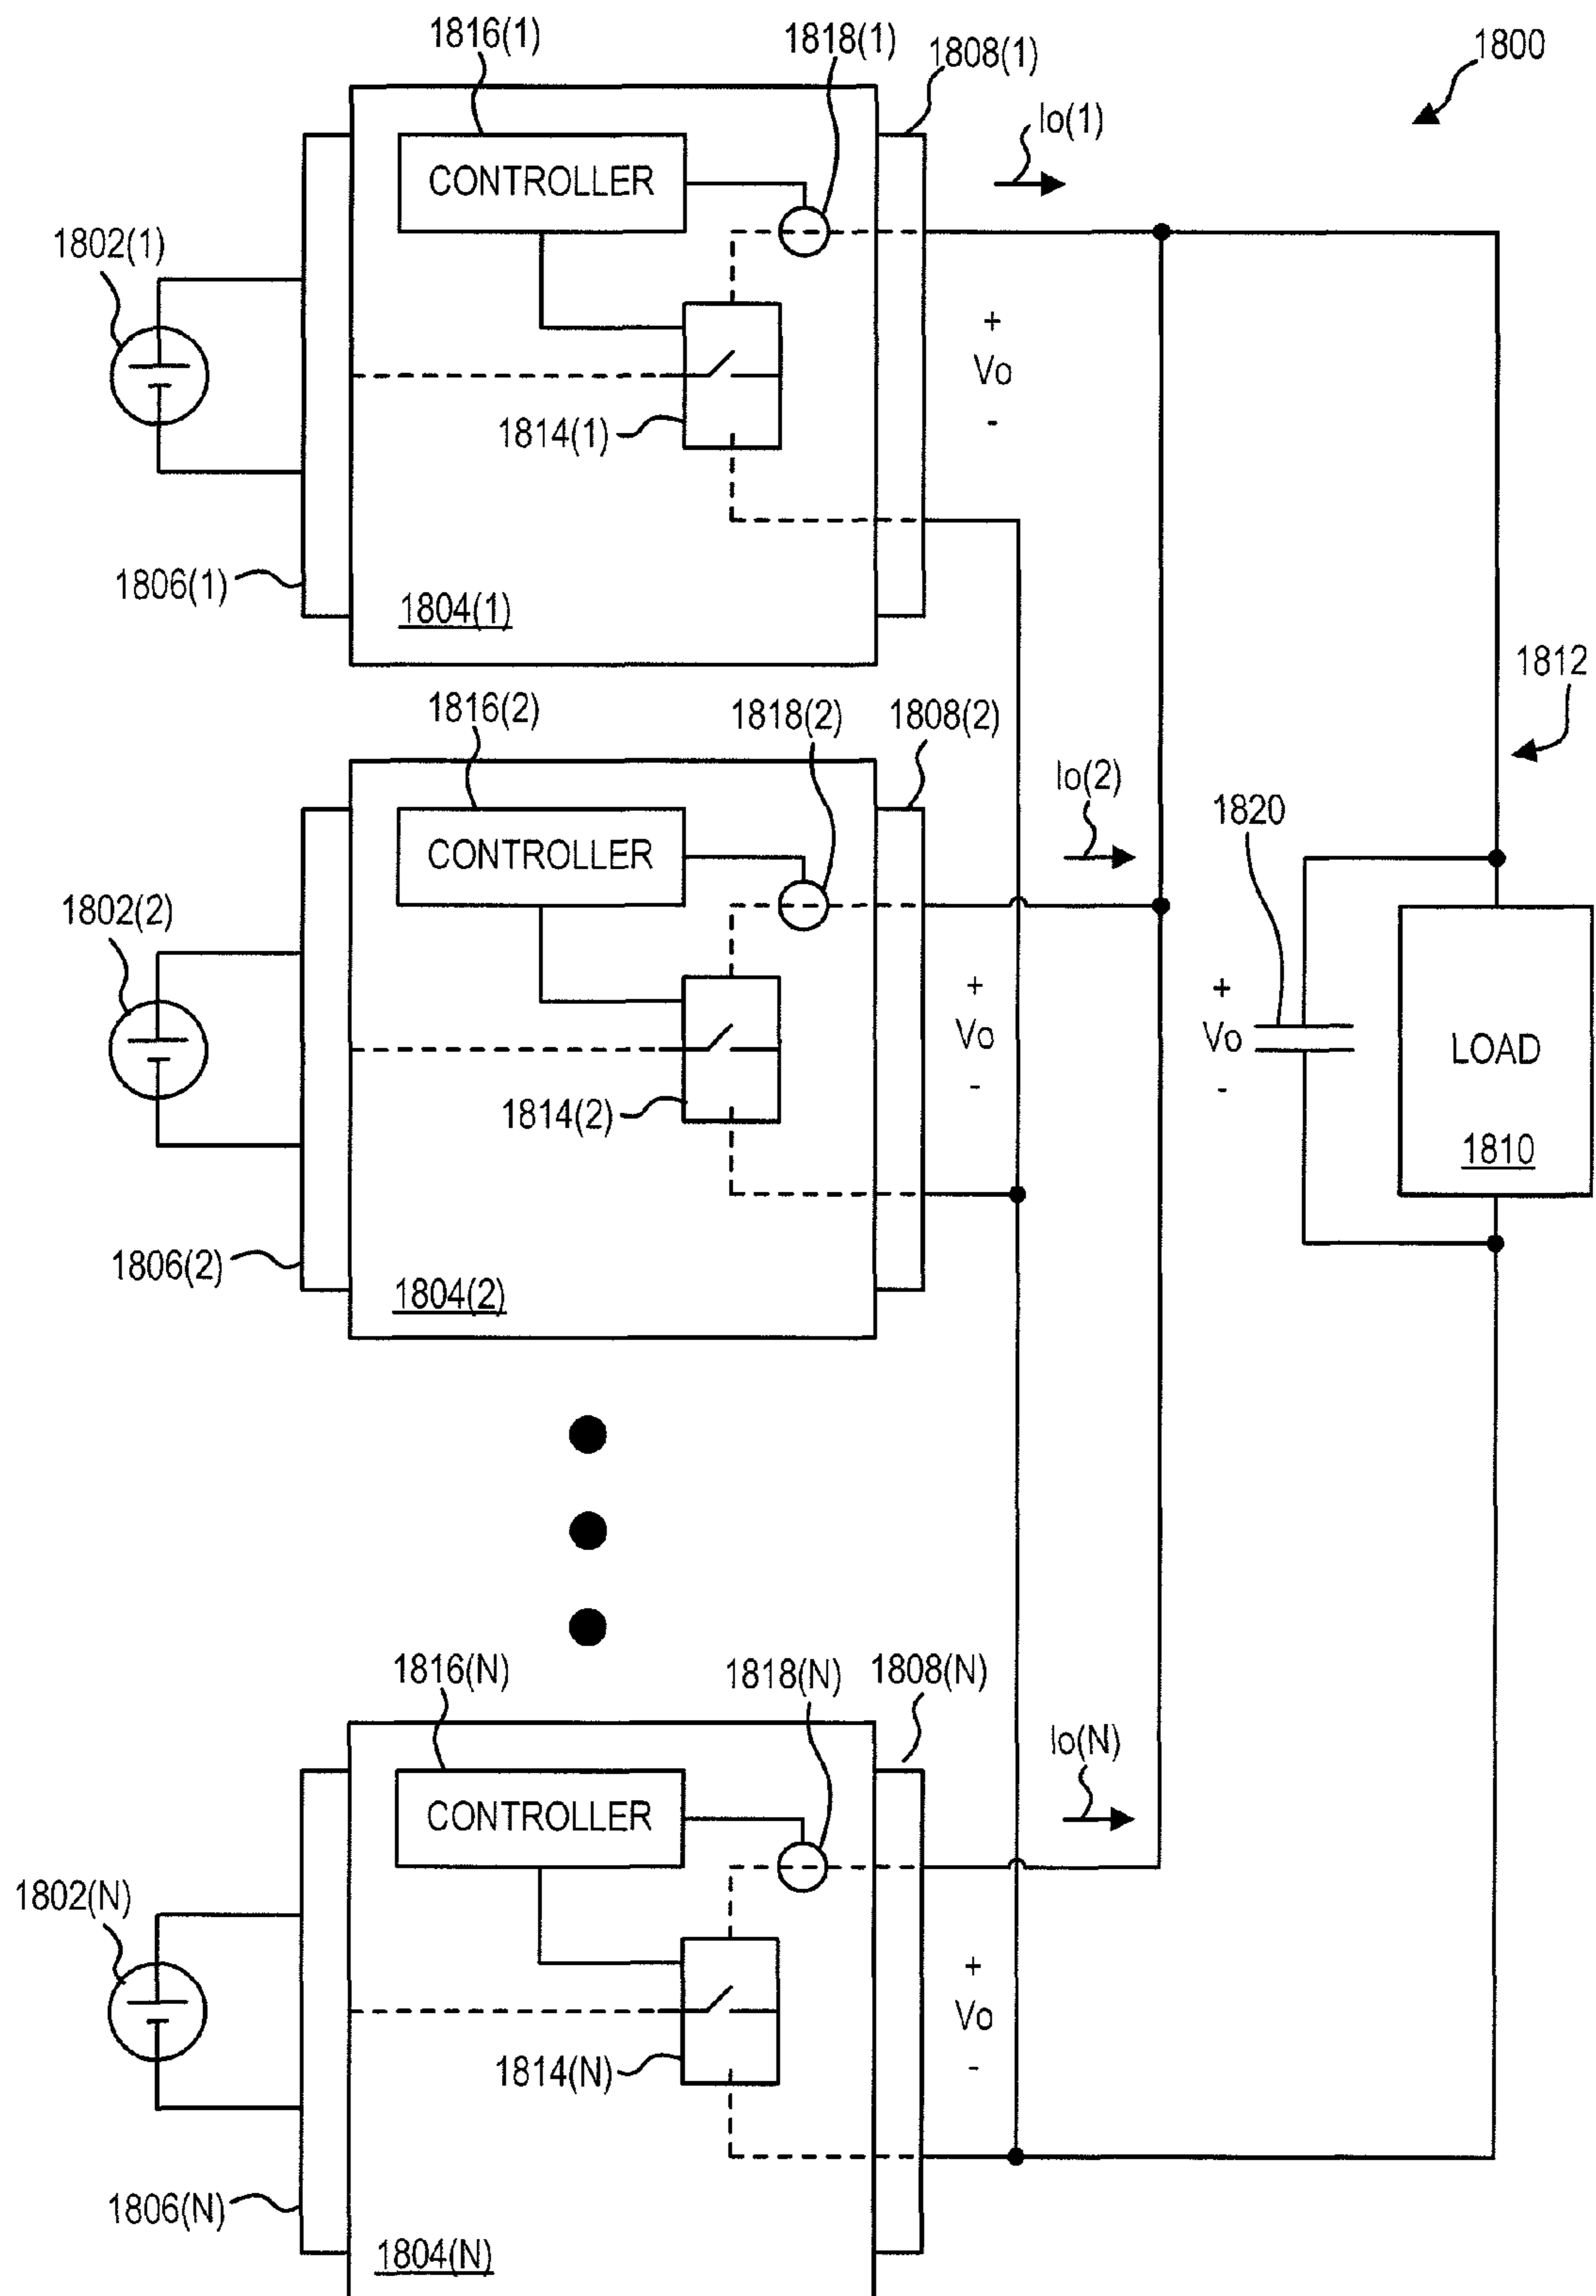 1816(1)
1818(1)
1808(1)
1800
Io(1)
CONTROLLER
1802(1)
+
Vo
-
1814(1)
1806(1)
1804(1)
1812
1816(2)
1818(2)
1808(2)
Io(2)
1820
CONTROLLER
1802(2)
+
Vo
-
+
Vo
-
LOAD
1810
1814(2)
1806(2)
1804(2)
1816(N)
1818(N)
1808(N)
Io(N)
CONTROLLER
1802(N)
+
Vo
-
1814(N)
1806(N)
1804(N)